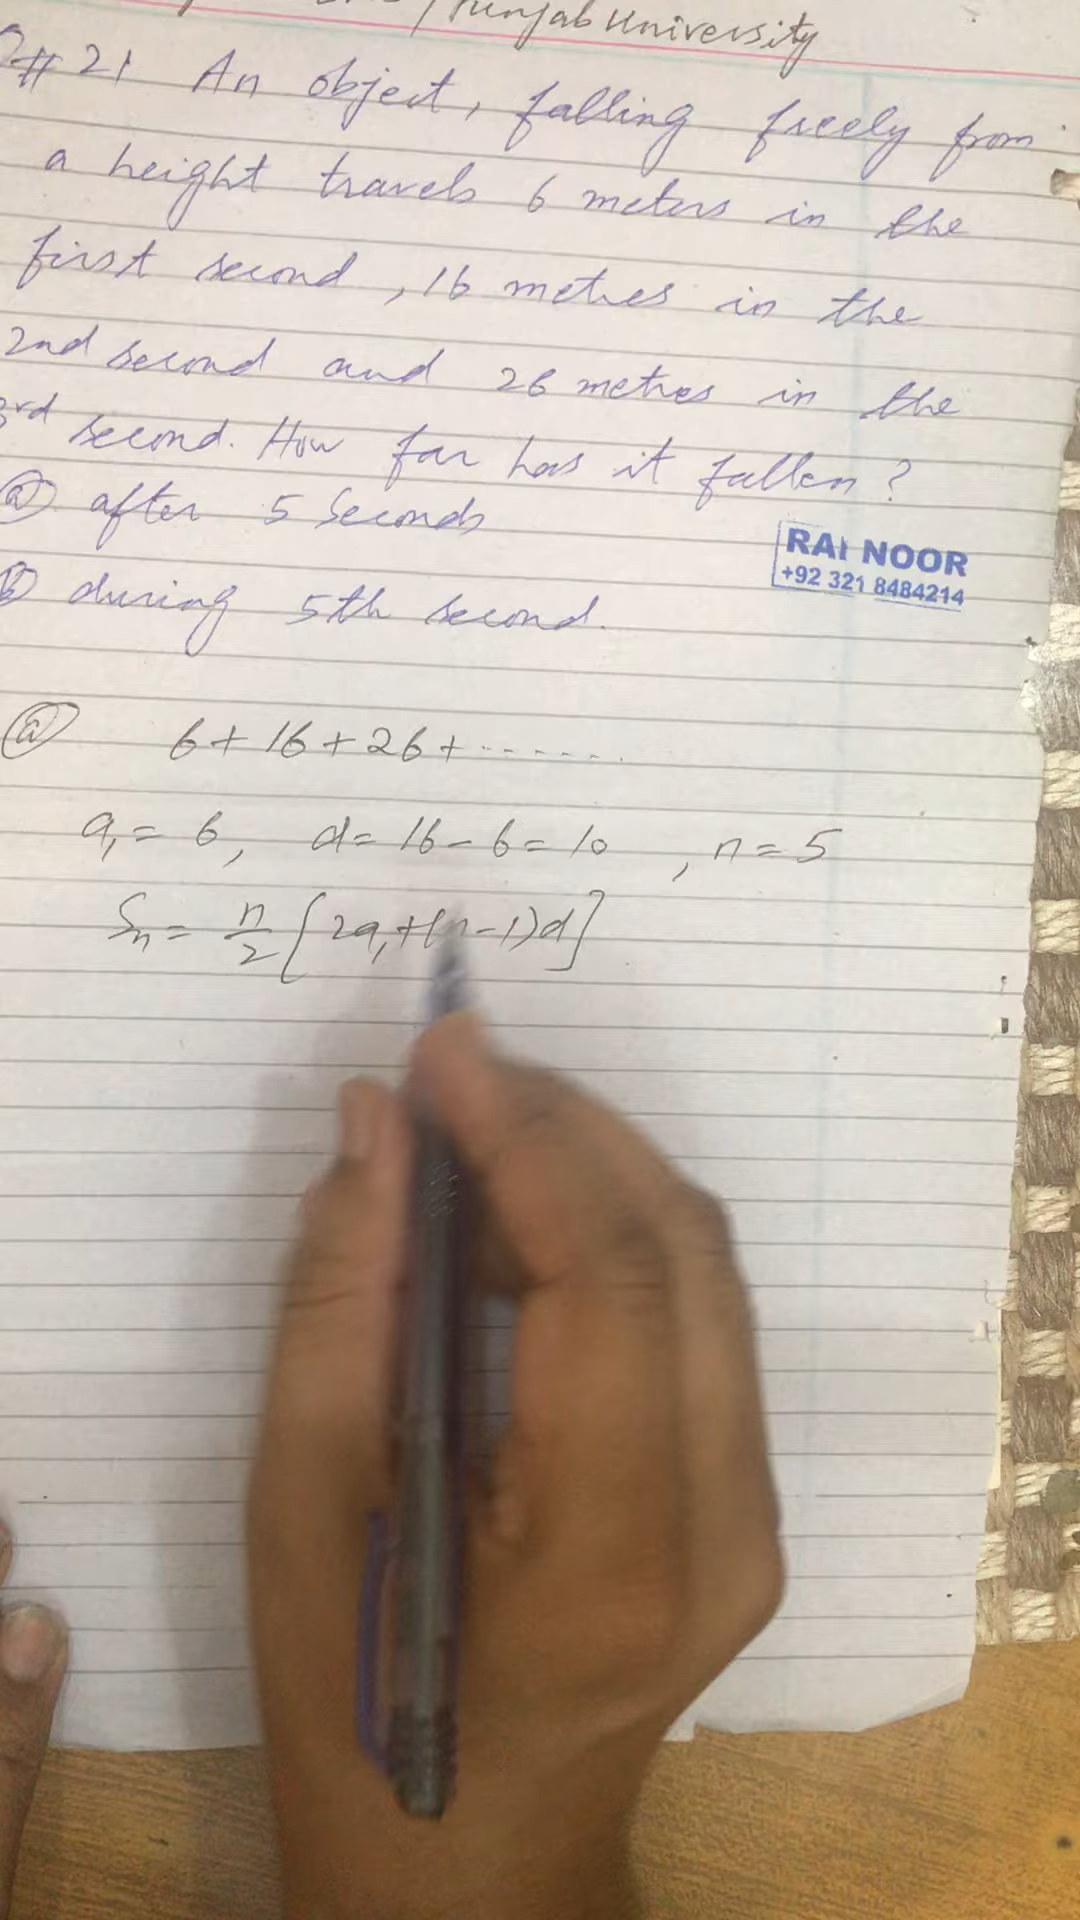 Punjab University
Q#21 An object, falling freely from
a height travels 6 meters in the
first second, 16 metres in the
2nd second and 26 metres in the
3rd second. How far has it fallen?
(a) after 5 Seconds
RAI NOOR
+92 321 8484214
(b) during 5th second.
(a) 6+16+26+.......
a₁ = 6, d = 16 - 6 = 10, n = 5
Sₙ = n/2 [2a₁+(n-1)d]